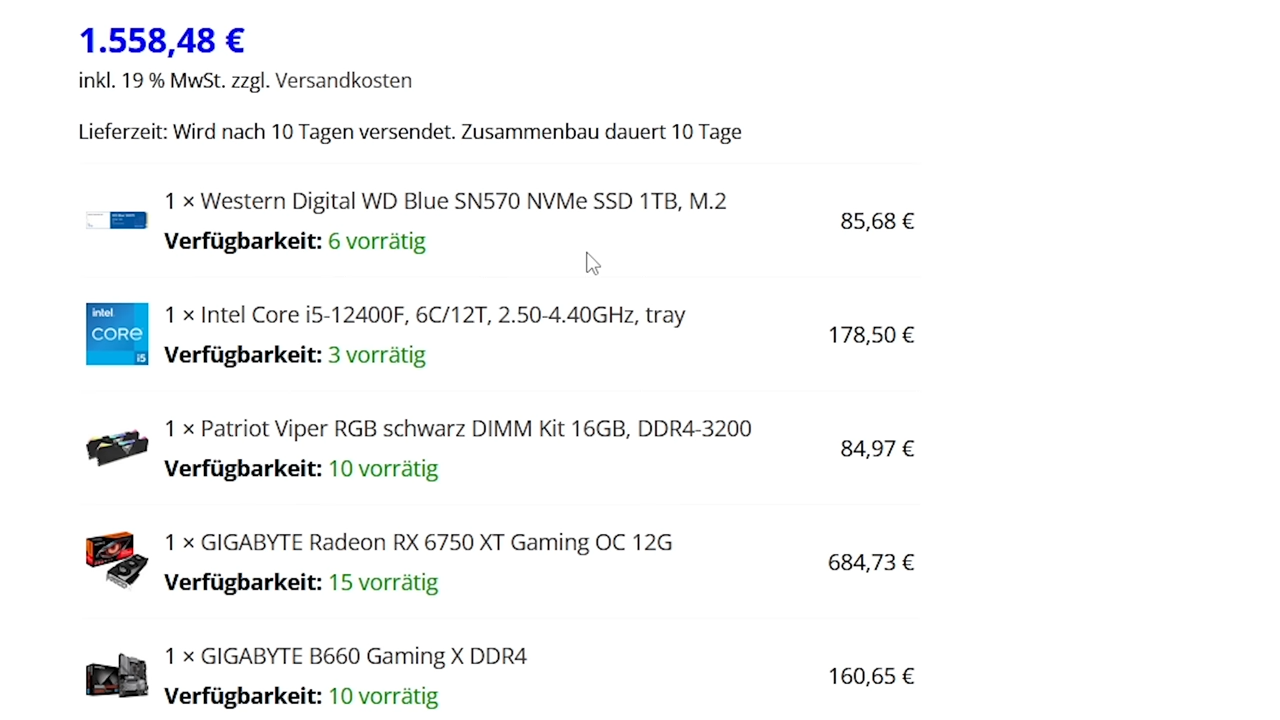 1.558,48 €
inkl. 19 % MwSt. zzgl. Versandkosten
Lieferzeit: Wird nach 10 Tagen versendet. Zusammenbau dauert 10 Tage
1 × Western Digital WD Blue SN570 NVMe SSD 1TB, M.2
Verfügbarkeit: 6 vorrätig
85,68 €
intel
CORE
i5
1 × Intel Core i5-12400F, 6C/12T, 2.50-4.40GHz, tray
Verfügbarkeit: 3 vorrätig
178,50 €
1 × Patriot Viper RGB schwarz DIMM Kit 16GB, DDR4-3200
Verfügbarkeit: 10 vorrätig
84,97 €
1 × GIGABYTE Radeon RX 6750 XT Gaming OC 12G
Verfügbarkeit: 15 vorrätig
684,73 €
1 × GIGABYTE B660 Gaming X DDR4
Verfügbarkeit: 10 vorrätig
160,65 €